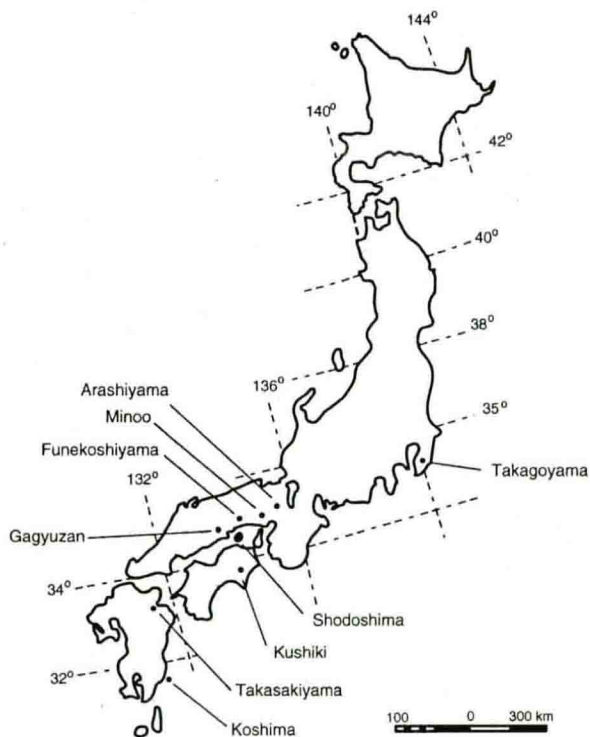 144°
140°
42°
40°
38°
136°
Arashiyama
Minoo
35°
Funekoshiyama
Takagoyama
132°
Gagyuzan
34°
Shodoshima
Kushiki
32°
Takasakiyama
Koshima
100 0 300 km